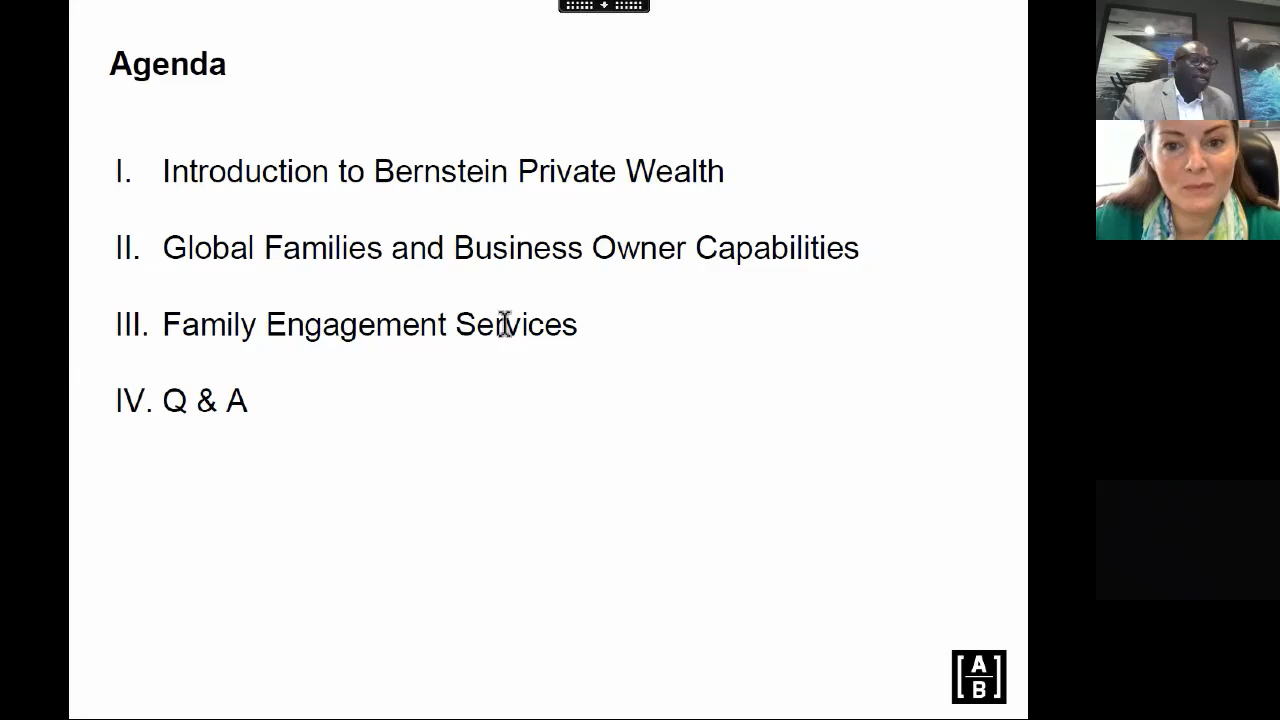 Agenda
I. Introduction to Bernstein Private Wealth
II. Global Families and Business Owner Capabilities
III. Family Engagement Services
IV. Q & A
[A
B]